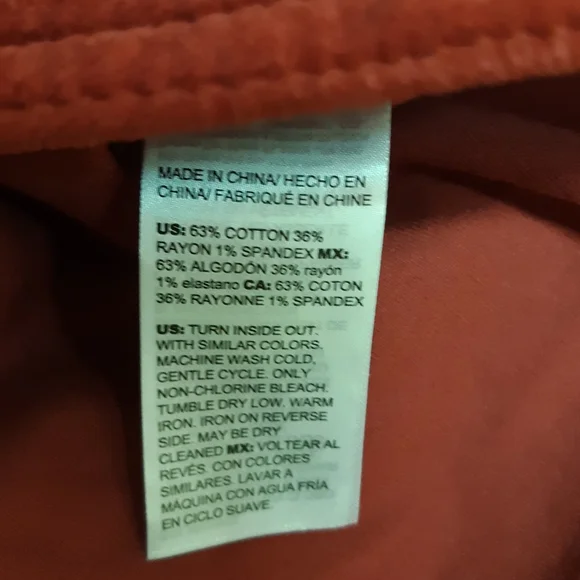 MADE IN CHINA/ HECHO EN
CHINA/ FABRIQUÉ EN CHINE
US: 63% COTTON 36%
RAYON 1% SPANDEX MX:
63% ALGODÓN 36% rayón
1% elastano CA: 63% COTON
36% RAYONNE 1% SPANDEX
US: TURN INSIDE OUT.
WITH SIMILAR COLORS.
MACHINE WASH COLD,
GENTLE CYCLE. ONLY
NON-CHLORINE BLEACH.
TUMBLE DRY LOW. WARM
IRON. IRON ON REVERSE
SIDE. MAY BE DRY
CLEANED MX: VOLTEAR AL
REVÉS. CON COLORES
SIMILARES. LAVAR A
MÁQUINA CON AGUA FRÍA
EN CICLO SUAVE.